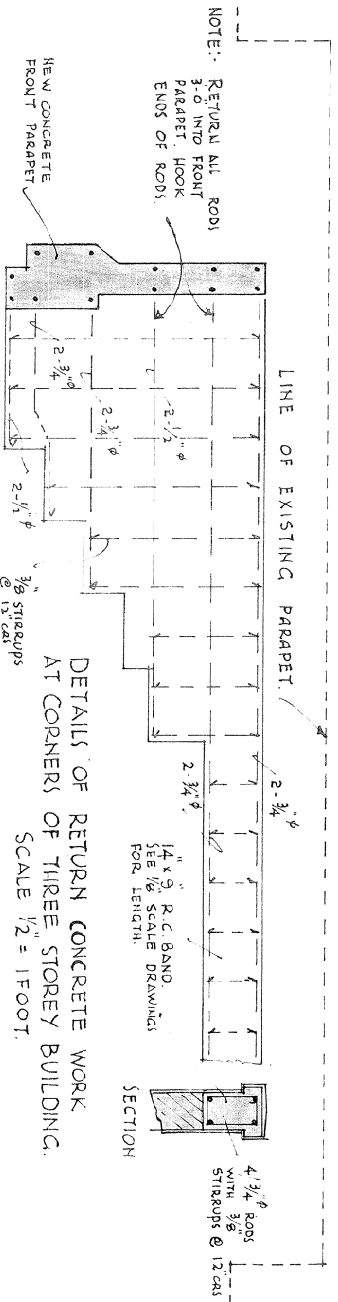 NOTE:- RETURN ALL RODS
3-0 INTO FRONT
PARAPET. HOOK
ENDS OF RODS.
NEW CONCRETE
FRONT PARAPET
LINE OF EXISTING PARAPET.
2-3/4"φ
2-3/4"φ
2-1/2"φ
2-1/2"φ
3/8" STIRRUPS
@ 12" CRS
2-3/4"φ
2-3/4"φ
14" x 9" R.C. BAND.
SEE 1/8" SCALE DRAWINGS
FOR LENGTH.
DETAILS OF RETURN CONCRETE WORK
AT CORNERS OF THREE STOREY BUILDING.
SCALE 1/2" = 1 FOOT.
SECTION
4/3/4"φ RODS
WITH 3/8"
STIRRUPS @ 12" CRS